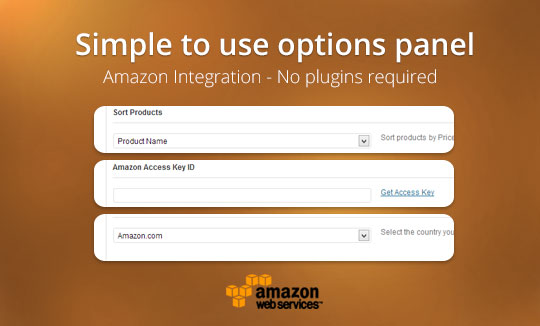 Simple to use options panel
Amazon Integration - No plugins required
Sort Products
Product Name
Sort products by Price
Amazon Access Key ID
Get Access Key
Amazon.com
Select the country you
amazon
web services™